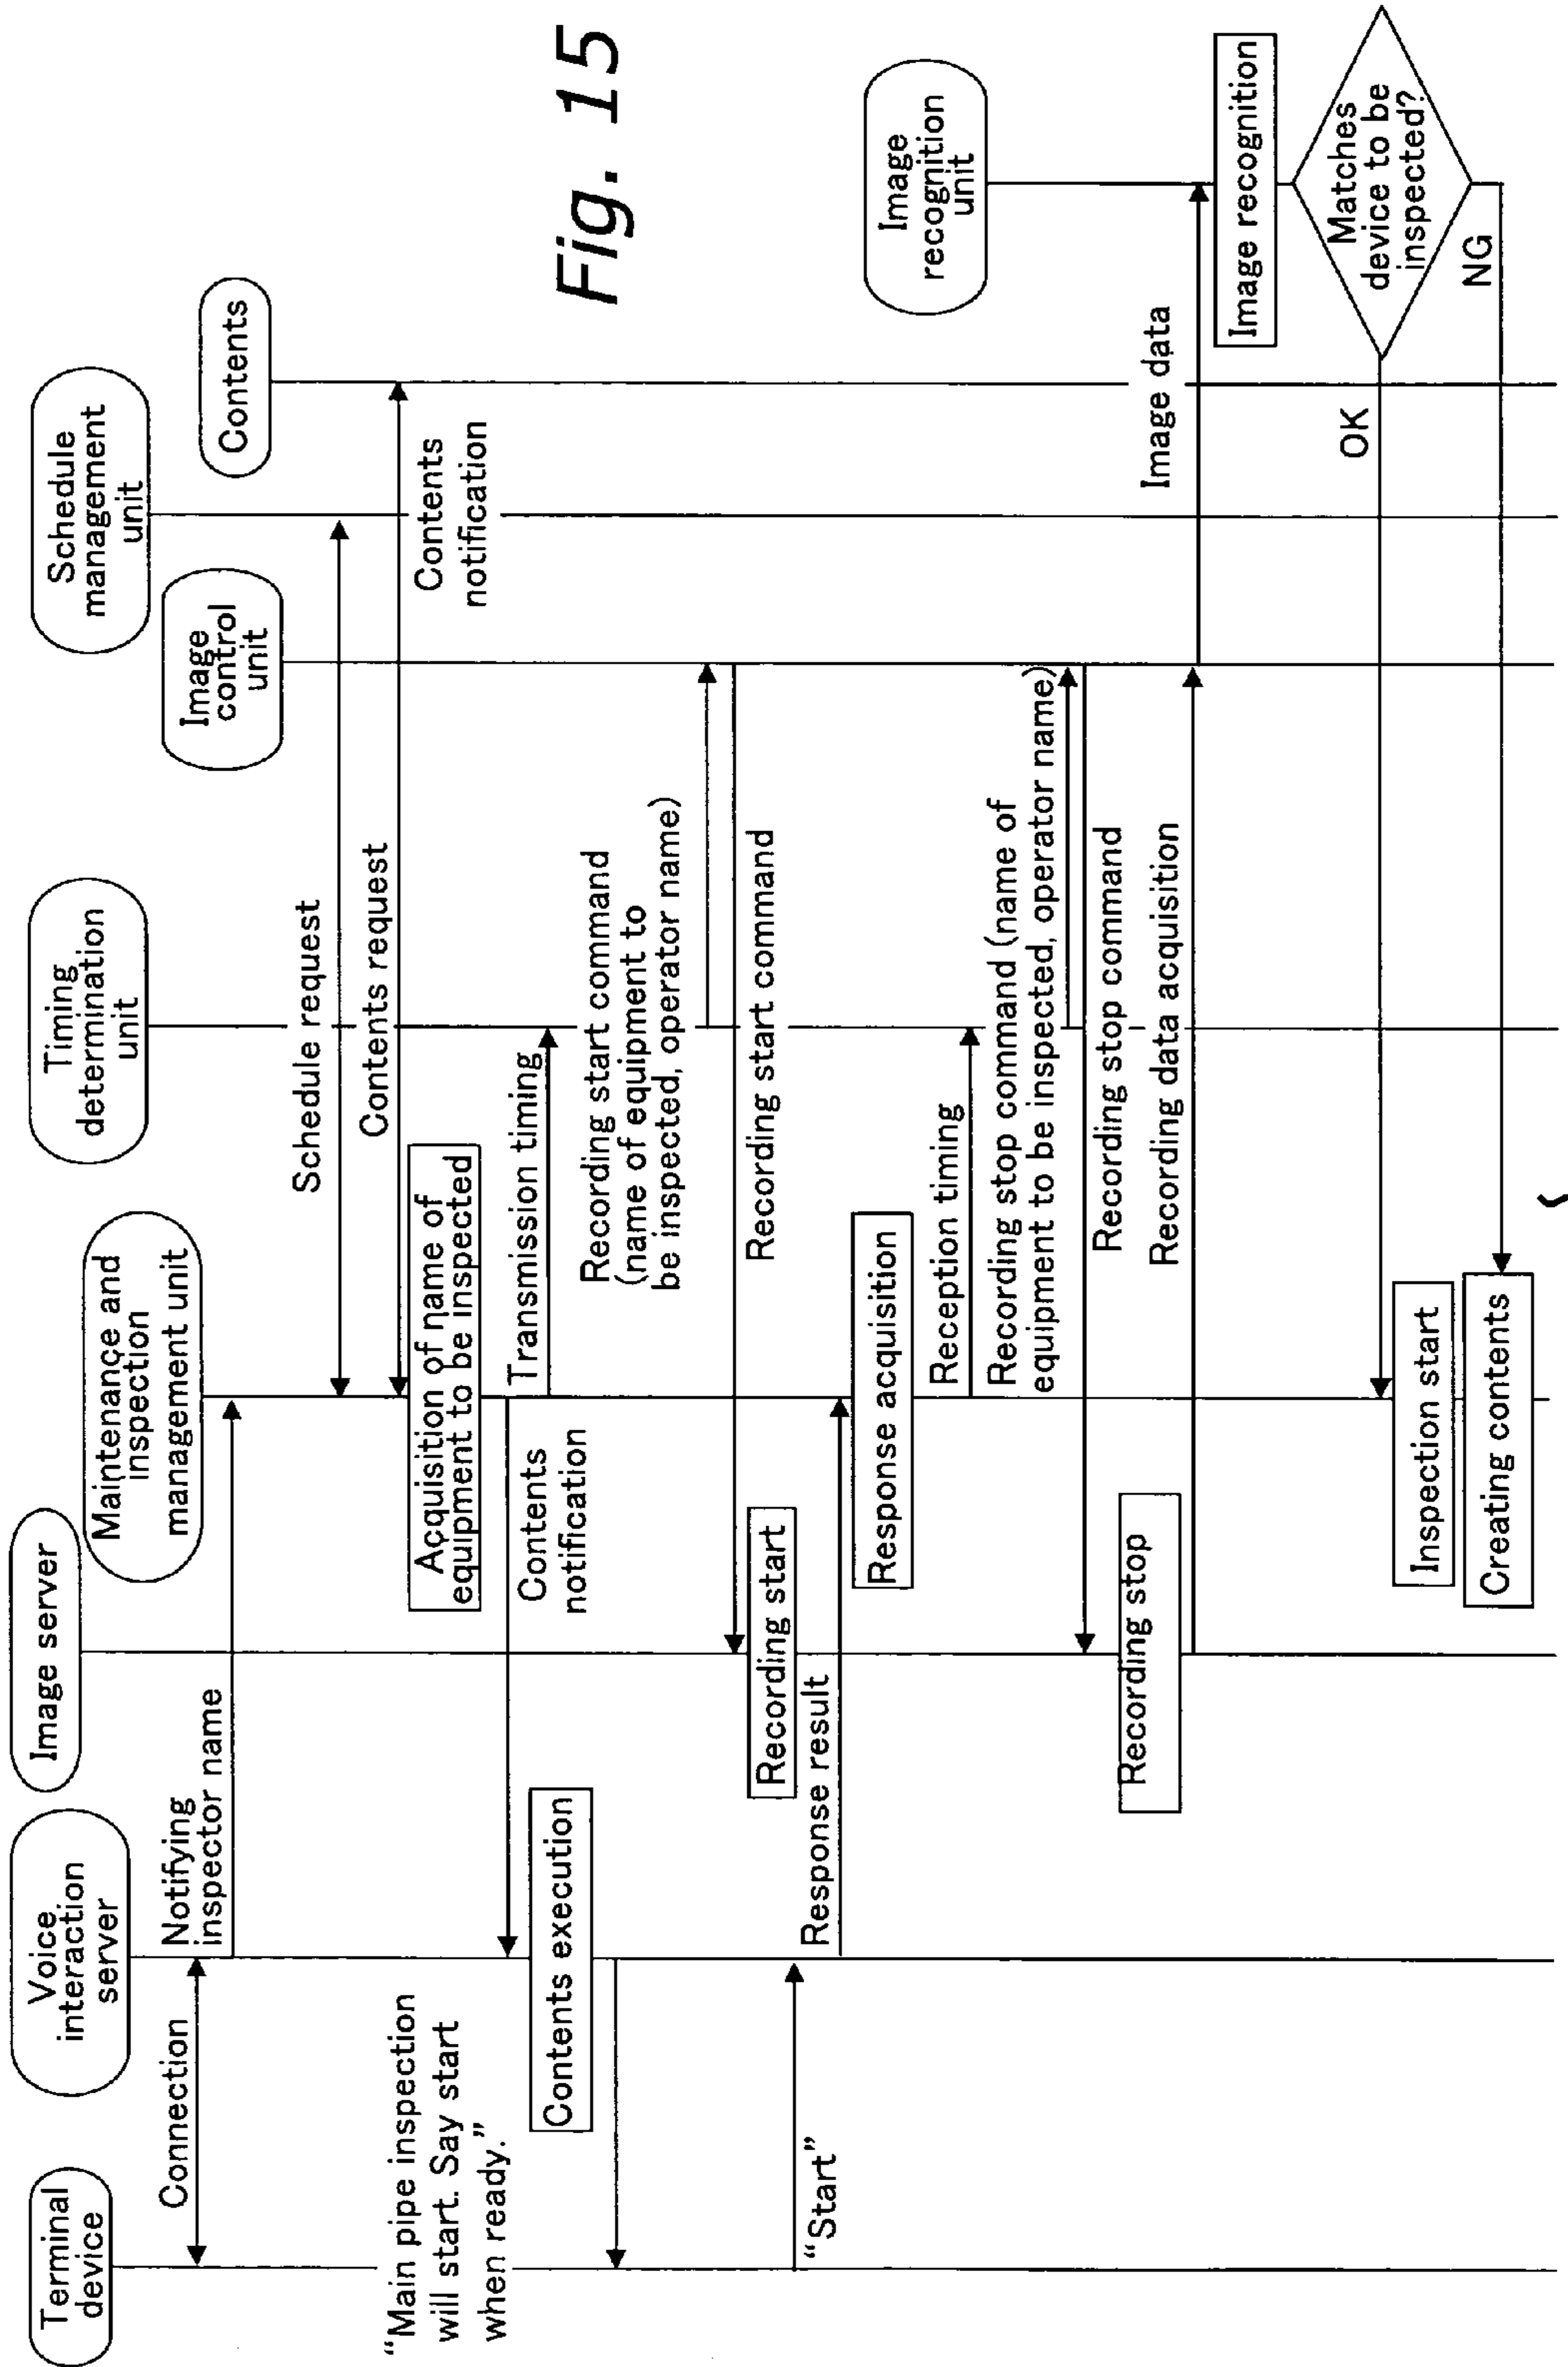 Fig. 15
Terminal
device
Voice
interaction
server
Image server
Maintenance and
inspection
management unit
Timing
determination
unit
Image
control
unit
Schedule
management
unit
Contents
Image
recognition
unit
Connection
Notifying
inspector name
Schedule request
Contents request
Contents
notification
Acquisition of name of
equipment to be inspected
Contents
notification
Transmission timing
“Main pipe inspection
will start. Say start
when ready.”
Contents execution
Recording start command
(name of equipment to
be inspected, operator name)
Recording start command
Recording start
“Start”
Response result
Response acquisition
Reception timing
Recording stop command (name of
equipment to be inspected, operator name)
Recording stop command
Recording stop
Recording data acquisition
Image data
Image recognition
Matches
device to be
inspected?
OK
NG
Inspection start
Creating contents